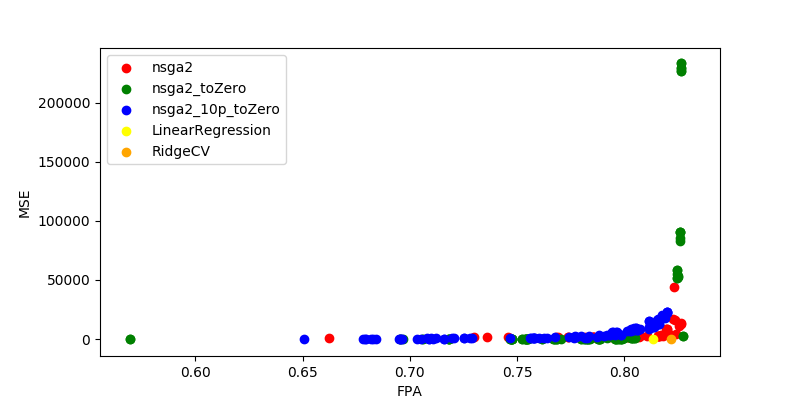 nsga2
nsga2_toZero
nsga2_10p_toZero
LinearRegression
RidgeCV
MSE
200000
150000
100000
50000
0
0.60 0.65 0.70 0.75 0.80
FPA